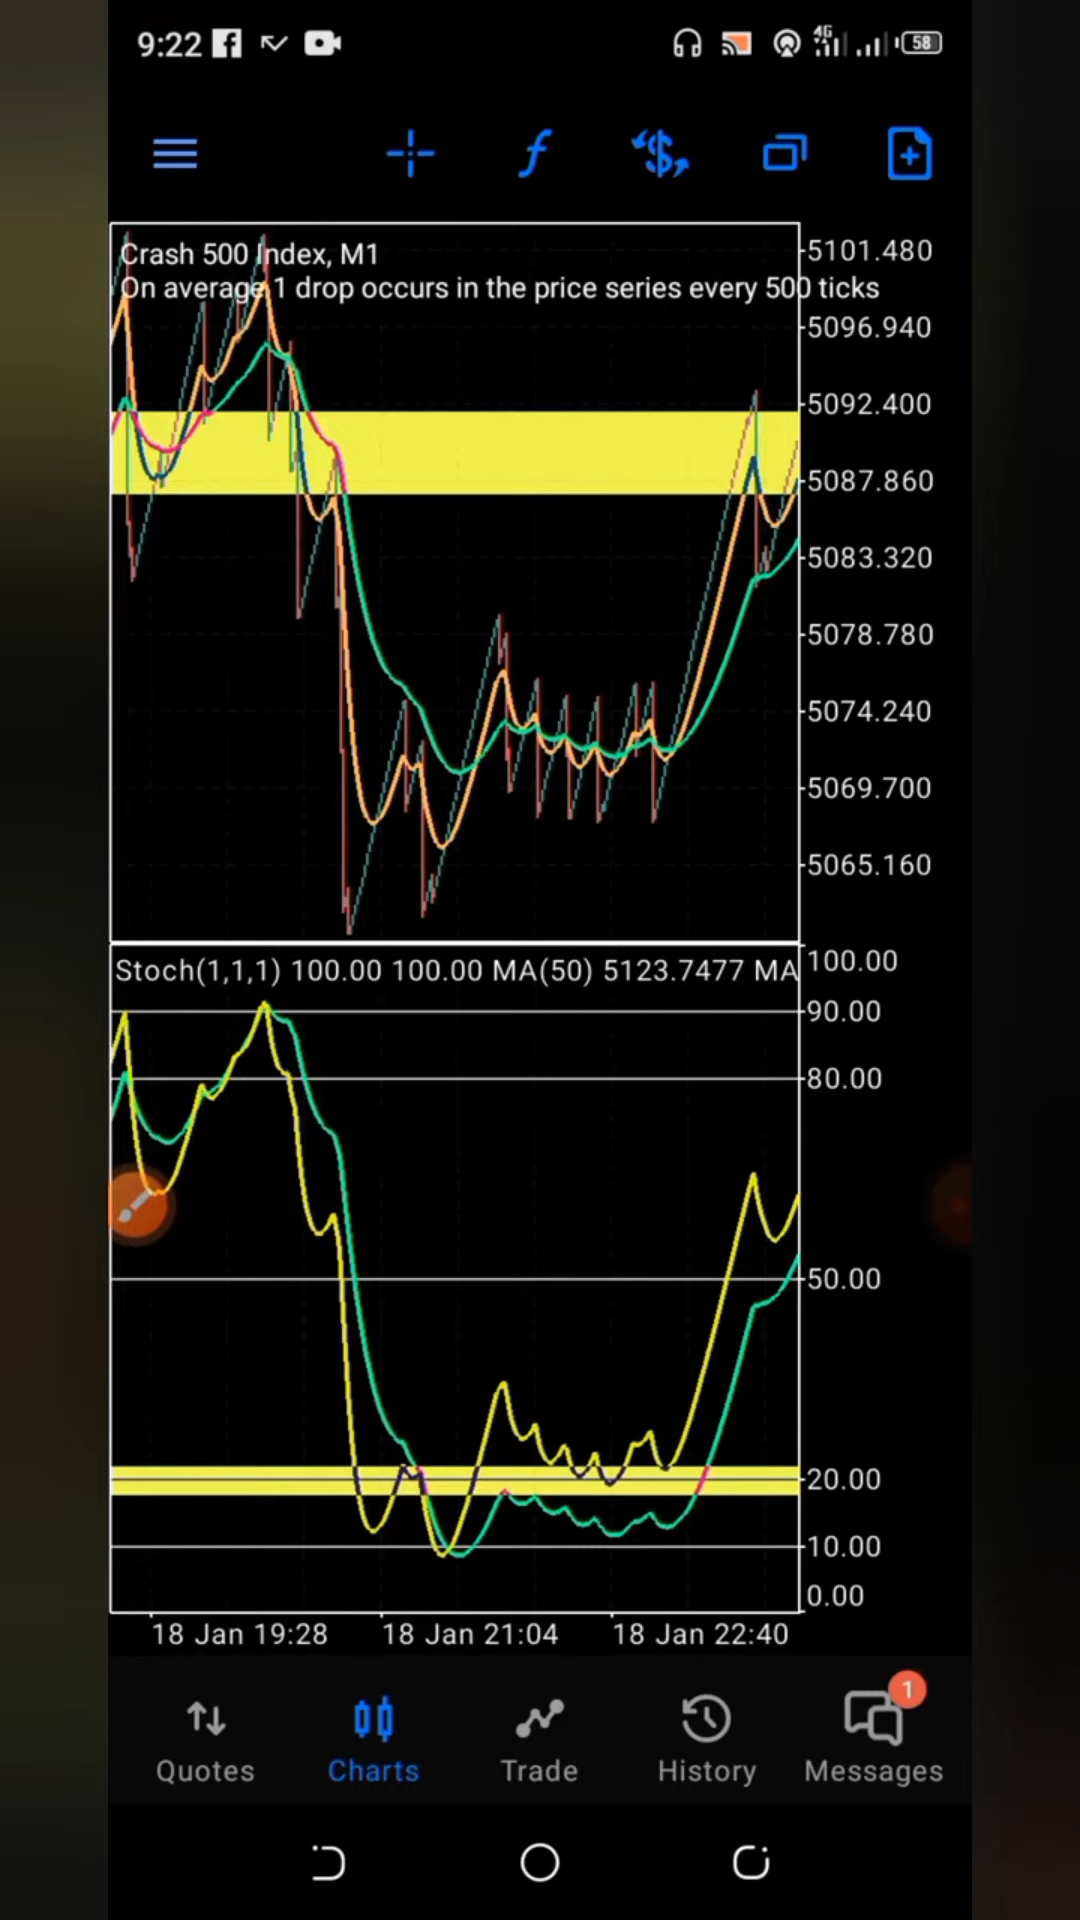 9:22
4G
58
Crash 500 Index, M1
On average 1 drop occurs in the price series every 500 ticks
5101.480
5096.940
5092.400
5087.860
5083.320
5078.780
5074.240
5069.700
5065.160
Stoch(1,1,1) 100.00 100.00 MA(50) 5123.7477 MA
100.00
90.00
80.00
50.00
20.00
10.00
0.00
18 Jan 19:28
18 Jan 21:04
18 Jan 22:40
1
Quotes
Charts
Trade
History
Messages